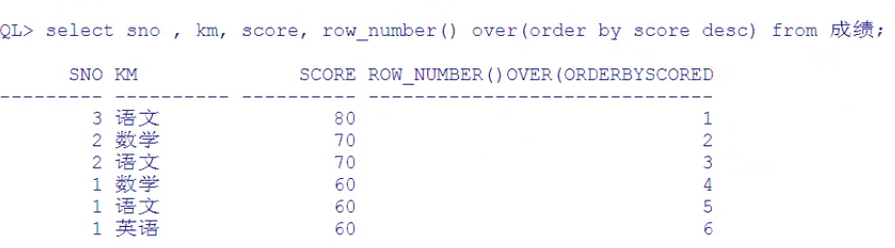 QL> select sno , km, score, row_number() over(order by score desc) from 成绩;
SNO KM SCORE ROW_NUMBER()OVER(ORDERBYSCORED
--------- ---------- ---------- ------------------------------
3 语文 80 1
2 数学 70 2
2 语文 70 3
1 数学 60 4
1 语文 60 5
1 英语 60 6